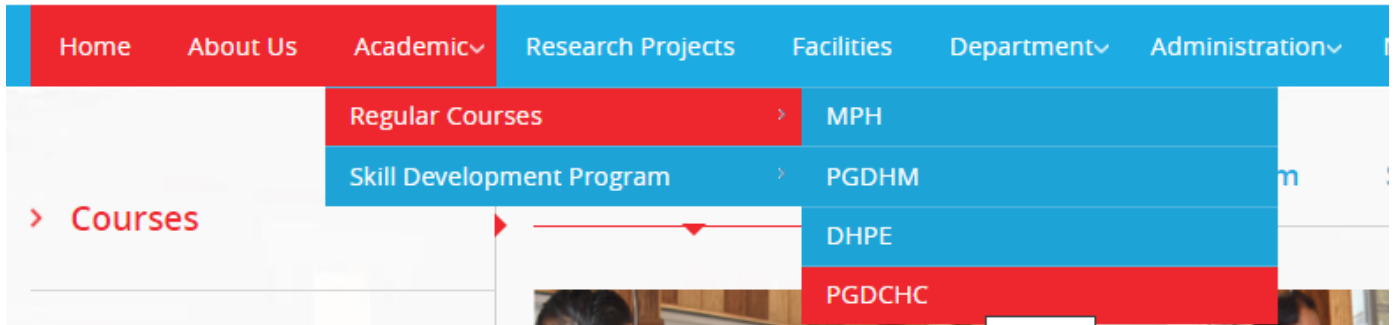 Home About Us Academic Research Projects Facilities Department Administration
Regular Courses MPH
Skill Development Program PGDHM
Courses
DHPE
PGDCHC